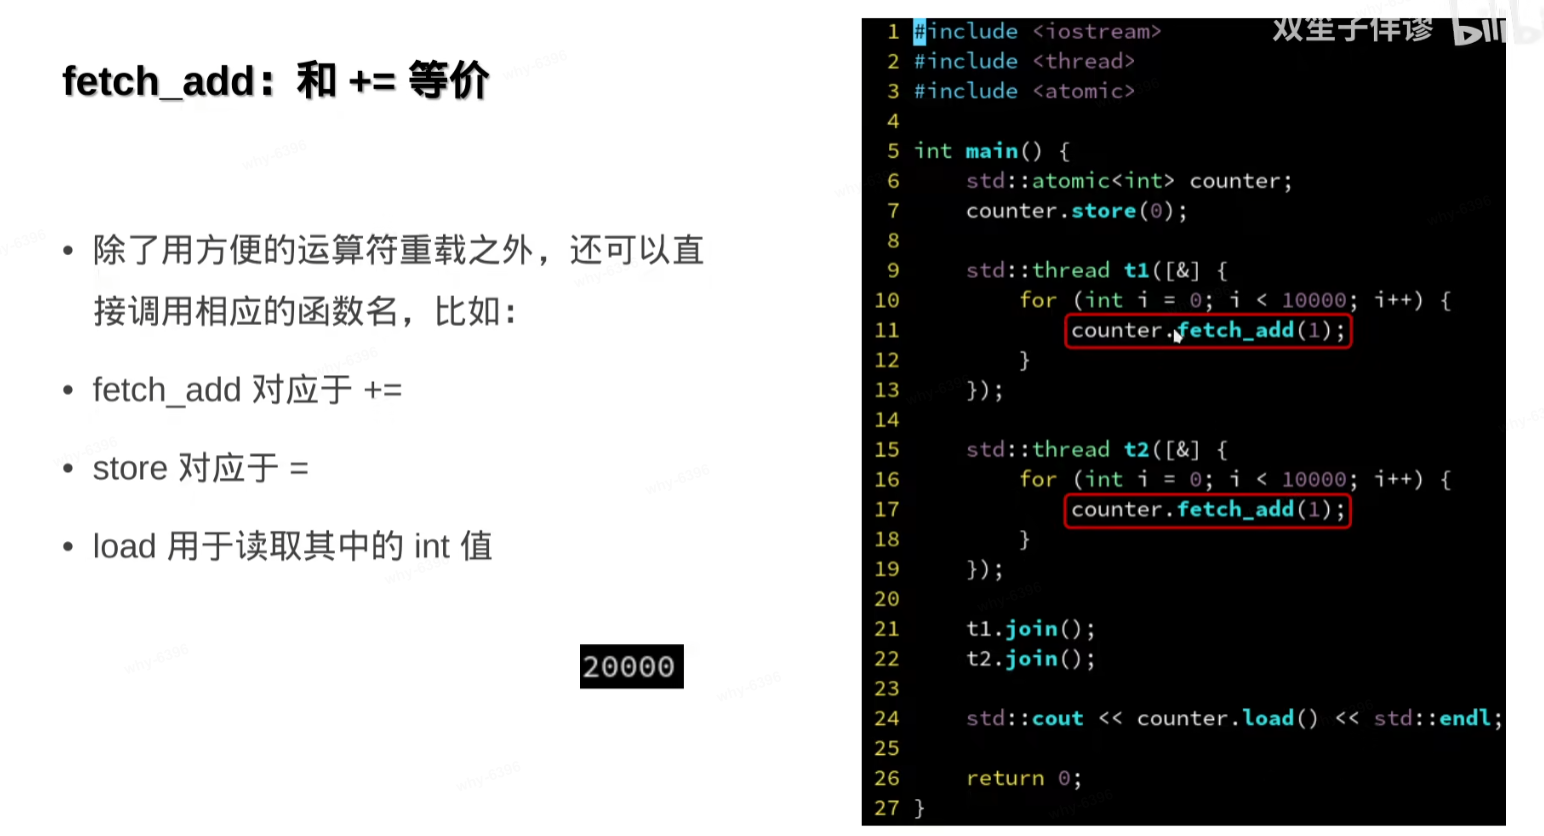 fetch_add：和 += 等价
• 除了用方便的运算符重载之外，还可以直
接调用相应的函数名，比如：
• fetch_add 对应于 +=
• store 对应于 =
• load 用于读取其中的 int 值
20000
双笙子佯谬 bilibili
1 #include <iostream>
2 #include <thread>
3 #include <atomic>
4
5 int main() {
6     std::atomic<int> counter;
7     counter.store(0);
8
9     std::thread t1([&] {
10         for (int i = 0; i < 10000; i++) {
11             counter.fetch_add(1);
12         }
13     });
14
15     std::thread t2([&] {
16         for (int i = 0; i < 10000; i++) {
17             counter.fetch_add(1);
18         }
19     });
20
21     t1.join();
22     t2.join();
23
24     std::cout << counter.load() << std::endl;
25
26     return 0;
27 }
why-6396